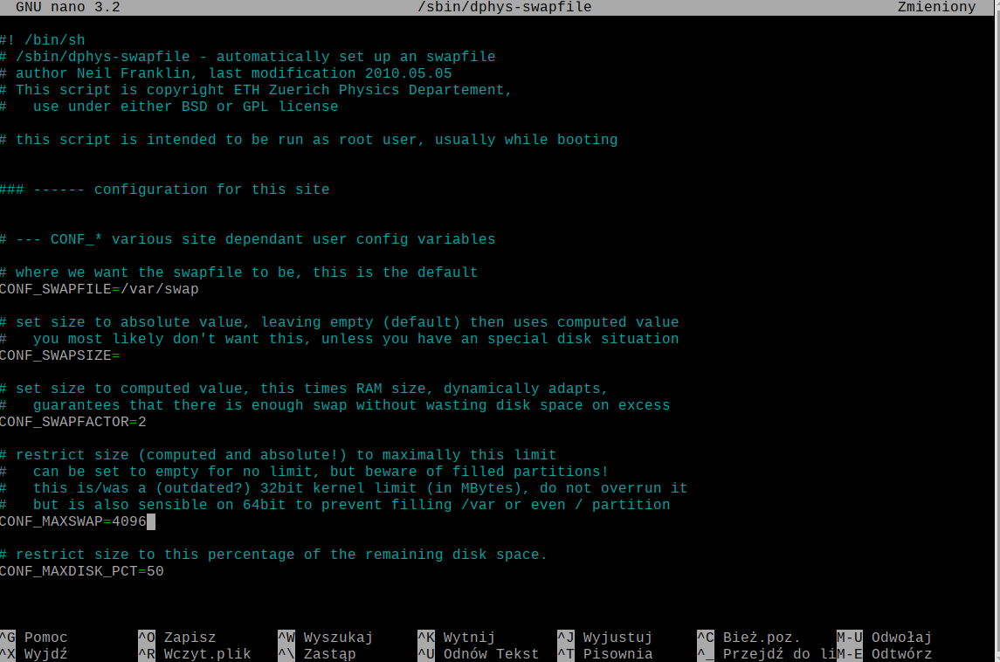 GNU nano 3.2 /sbin/dphys-swapfile Zmieniony
#! /bin/sh
# /sbin/dphys-swapfile - automatically set up an swapfile
# author Neil Franklin, last modification 2010.05.05
# This script is copyright ETH Zuerich Physics Departement,
#   use under either BSD or GPL license
# this script is intended to be run as root user, usually while booting
### ------ configuration for this site
# --- CONF_* various site dependant user config variables
# where we want the swapfile to be, this is the default
CONF_SWAPFILE=/var/swap
# set size to absolute value, leaving empty (default) then uses computed value
#   you most likely don't want this, unless you have an special disk situation
CONF_SWAPSIZE=
# set size to computed value, this times RAM size, dynamically adapts,
#   guarantees that there is enough swap without wasting disk space on excess
CONF_SWAPFACTOR=2
# restrict size (computed and absolute!) to maximally this limit
#   can be set to empty for no limit, but beware of filled partitions!
#   this is/was a (outdated?) 32bit kernel limit (in MBytes), do not overrun it
#   but is also sensible on 64bit to prevent filling /var or even / partition
CONF_MAXSWAP=4096
# restrict size to this percentage of the remaining disk space.
CONF_MAXDISK_PCT=50
^G Pomoc ^O Zapisz ^W Wyszukaj ^K Wytnij ^J Wyjustuj ^C Bież.poz. M-U Odwołaj
^X Wyjdź ^R Wczyt.plik ^\ Zastąp ^U Odnów Tekst ^T Pisownia ^_ Przejdź do li M-E Odtwórz